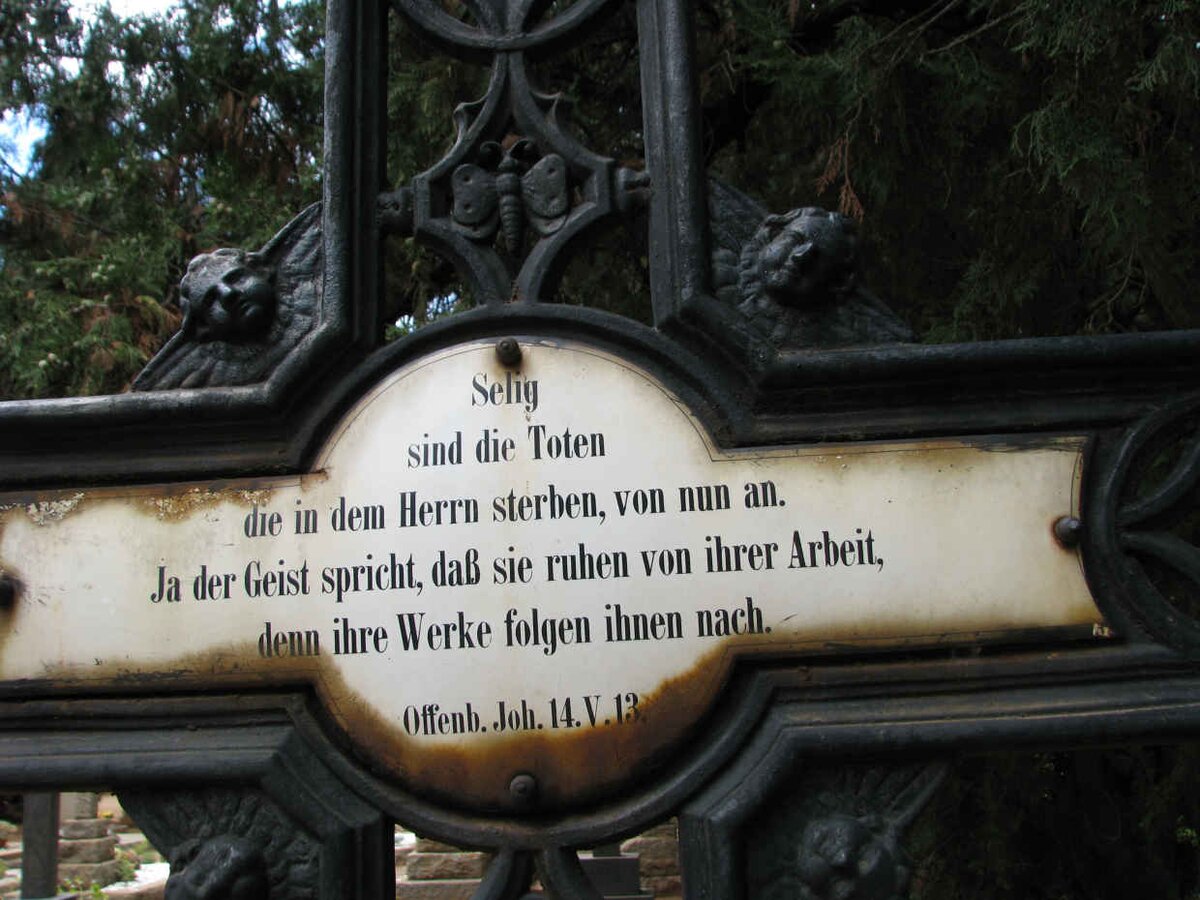 Selig
sind die Toten
die in dem Herrn sterben, von nun an.
Ja der Geist spricht, daß sie ruhen von ihrer Arbeit,
denn ihre Werke folgen ihnen nach.
Offenb. Joh. 14. V. 13.